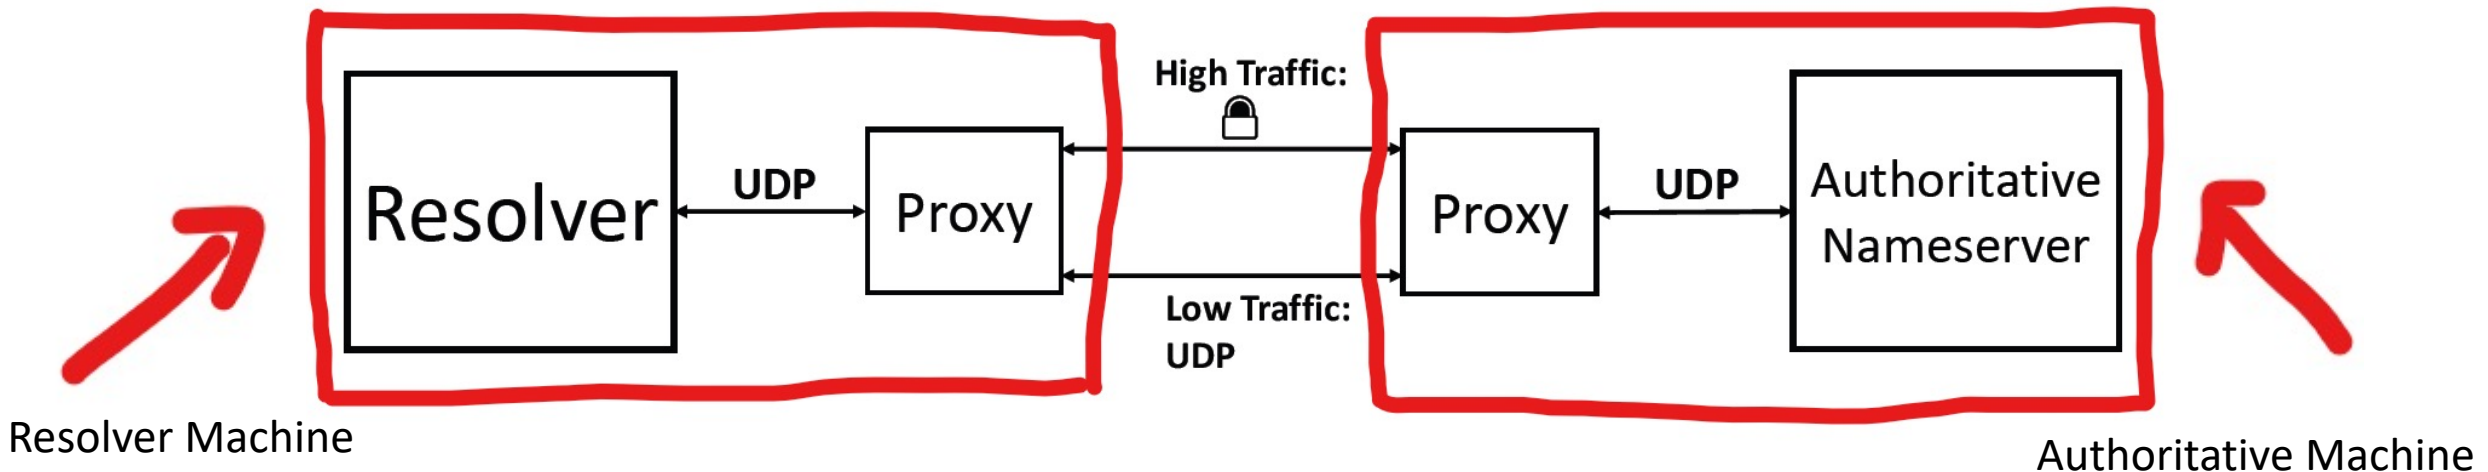 High Traffic:
Resolver
UDP
Proxy
Proxy
UDP
Authoritative
Nameserver
Low Traffic:
UDP
Resolver Machine
Authoritative Machine